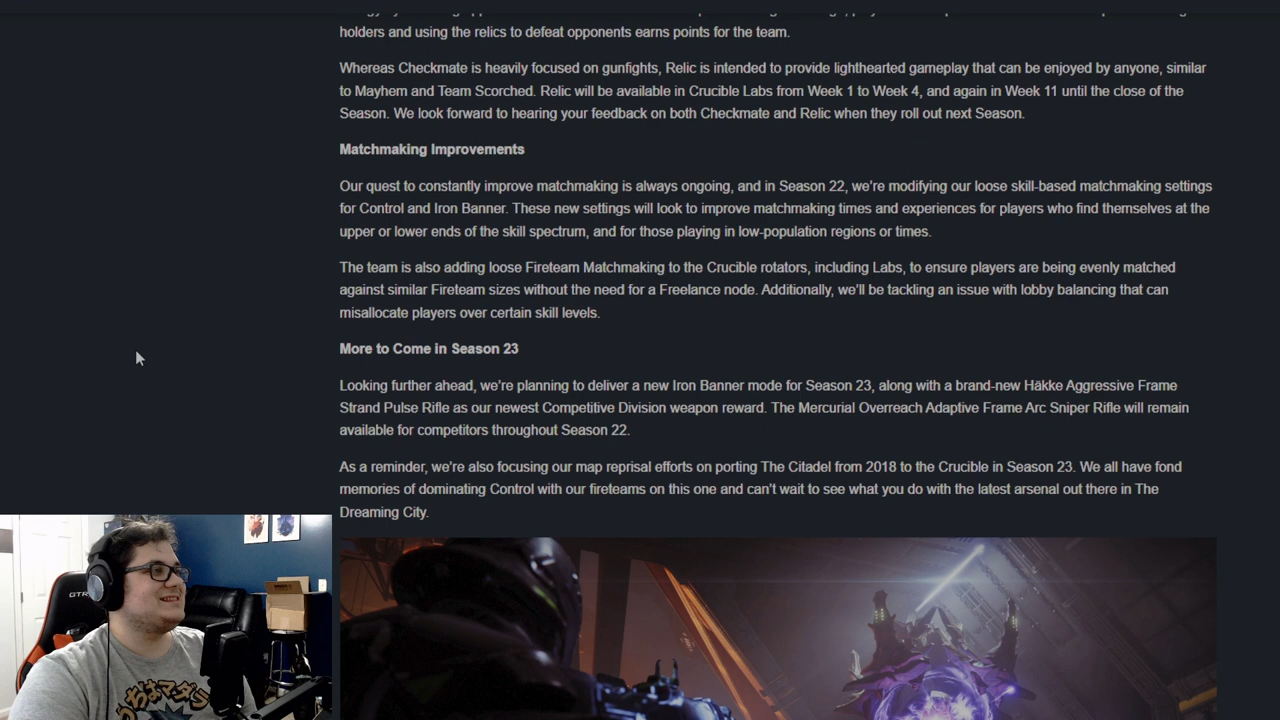 holders and using the relics to defeat opponents earns points for the team.
Whereas Checkmate is heavily focused on gunfights, Relic is intended to provide lighthearted gameplay that can be enjoyed by anyone, similar
to Mayhem and Team Scorched. Relic will be available in Crucible Labs from Week 1 to Week 4, and again in Week 11 until the close of the
Season. We look forward to hearing your feedback on both Checkmate and Relic when they roll out next Season.
Matchmaking Improvements
Our quest to constantly improve matchmaking is always ongoing, and in Season 22, we're modifying our loose skill-based matchmaking settings
for Control and Iron Banner. These new settings will look to improve matchmaking times and experiences for players who find themselves at the
upper or lower ends of the skill spectrum, and for those playing in low-population regions or times.
The team is also adding loose Fireteam Matchmaking to the Crucible rotators, including Labs, to ensure players are being evenly matched
against similar Fireteam sizes without the need for a Freelance node. Additionally, we'll be tackling an issue with lobby balancing that can
misallocate players over certain skill levels.
More to Come in Season 23
Looking further ahead, we're planning to deliver a new Iron Banner mode for Season 23, along with a brand-new Häkke Aggressive Frame
Strand Pulse Rifle as our newest Competitive Division weapon reward. The Mercurial Overreach Adaptive Frame Arc Sniper Rifle will remain
available for competitors throughout Season 22.
As a reminder, we're also focusing our map reprisal efforts on porting The Citadel from 2018 to the Crucible in Season 23. We all have fond
memories of dominating Control with our fireteams on this one and can't wait to see what you do with the latest arsenal out there in The
Dreaming City.
GTR